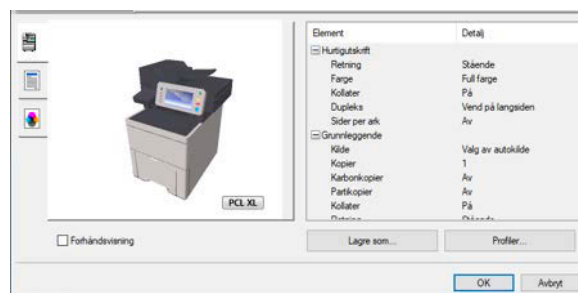 Element Detalj
Hurtigutskrift
Retning Stående
Farge Full farge
Kollater På
Dupleks Vend på langsiden
Sider per ark Av
Grunnleggende
Kilde Valg av autokilde
Kopier 1
Karbonkopier Av
Partikopier Av
Kollater På
Retning Stående
PCL XL
Forhåndsvisning Lagre som... Profiler...
OK Avbryt